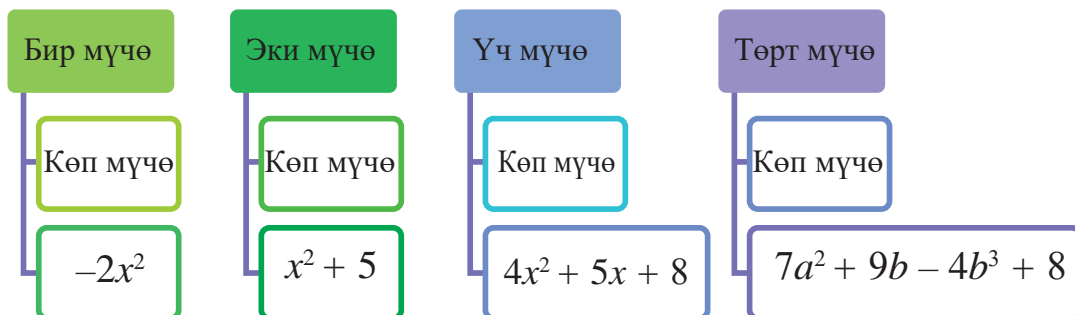 Бир мүчө
Көп мүчө
–2x²
Эки мүчө
Көп мүчө
x² + 5
Үч мүчө
Көп мүчө
4x² + 5x + 8
Төрт мүчө
Көп мүчө
7a² + 9b – 4b³ + 8